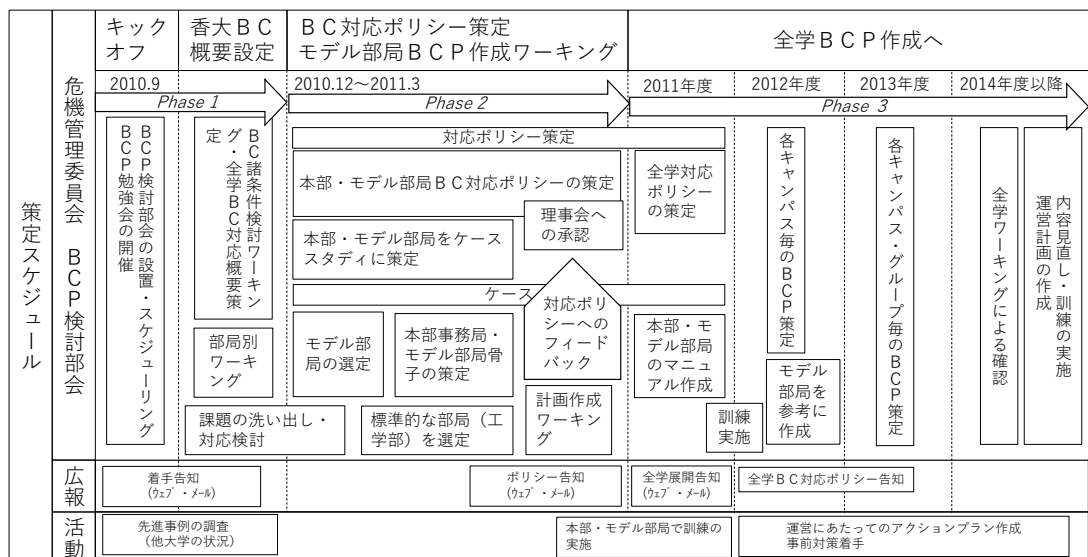 キック
オフ
香大ＢＣ
概要設定
ＢＣ対応ポリシー策定
モデル部局ＢＣＰ作成ワーキング
全学ＢＣＰ作成へ
策定スケジュール
危機管理委員会　ＢＣＰ検討部会
2010.9
2010.12～2011.3
2011年度
2012年度
2013年度
2014年度以降
Phase 1
Phase 2
Phase 3
ＢＣＰ検討部会の設置・スケジューリング
ＢＣＰ勉強会の開催
ＢＣ諸条件検討ワーキン
グ・全学ＢＣ対応概要策
定
部局別
ワーキ
ング
課題の洗い出し・
対応検討
対応ポリシー策定
本部・モデル部局ＢＣ対応ポリシーの策定
理事会へ
の承認
本部・モデル部局をケース
スタディに策定
ケース
モデル部
局の選定
本部事務局・
モデル部局骨
子の策定
対応ポリ
シーへの
フィード
バック
標準的な部局（工
学部）を選定
計画作成
ワーキン
グ
全学対応
ポリシー
の策定
本部・モ
デル部局
のマニュ
アル作成
訓練
実施
各キャンパス毎のＢＣＰ策定
モデル
部局を
参考に
作成
各キャンパス・グループ毎のＢＣＰ策定
全学ワーキングによる確認
内容見直し・訓練の実施
運営計画の作成
広報
着手告知
(ｳｪﾌﾞ・ﾒｰﾙ)
ポリシー告知
(ｳｪﾌﾞ・ﾒｰﾙ)
全学展開告知
(ｳｪﾌﾞ・ﾒｰﾙ)
全学ＢＣ対応ポリシー告知
活動
先進事例の調査
(他大学の状況)
本部・モデル部局で訓練の
実施
運営にあたってのアクションプラン作成
事前対策着手